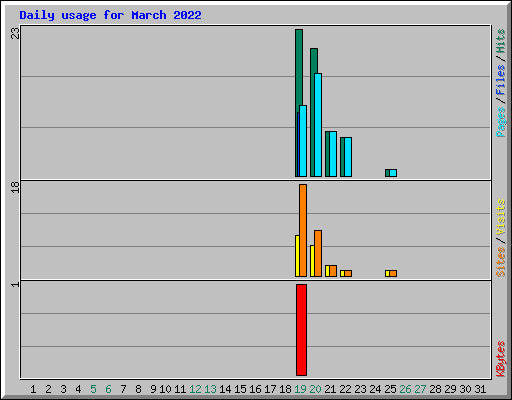 Daily usage for March 2022
23
Pages / Files / Hits
18
Sites / Visits
1
KBytes
1 2 3 4 5 6 7 8 9 10 11 12 13 14 15 16 17 18 19 20 21 22 23 24 25 26 27 28 29 30 31